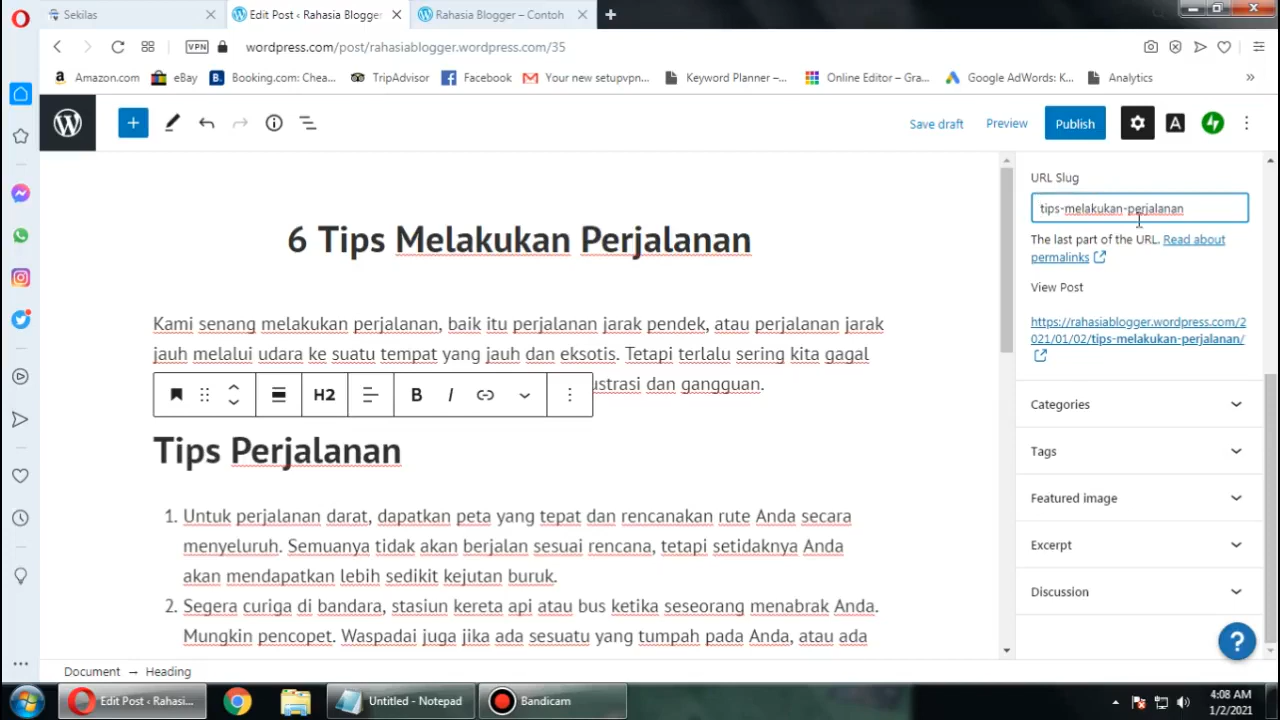 Sekilas
Edit Post ‹ Rahasia Blogger
Rahasia Blogger – Contoh
VPN
wordpress.com/post/rahasiablogger.wordpress.com/35
Amazon.com
eBay
Booking.com: Chea...
TripAdvisor
Facebook
Your new setupvpn...
Keyword Planner –...
Online Editor – Gra...
Google AdWords: K...
Analytics
Save draft
Preview
Publish
URL Slug
tips-melakukan-perjalanan
The last part of the URL. Read about
permalinks
View Post
https://rahasiablogger.wordpress.com/2
021/01/02/tips-melakukan-perjalanan/
Categories
Tags
Featured image
Excerpt
Discussion
6 Tips Melakukan Perjalanan
Kami senang melakukan perjalanan, baik itu perjalanan jarak pendek, atau perjalanan jarak
jauh melalui udara ke suatu tempat yang jauh dan eksotis. Tetapi terlalu sering kita gagal
ustrasi dan gangguan.
H2
B
I
Tips Perjalanan
1. Untuk perjalanan darat, dapatkan peta yang tepat dan rencanakan rute Anda secara
menyeluruh. Semuanya tidak akan berjalan sesuai rencana, tetapi setidaknya Anda
akan mendapatkan lebih sedikit kejutan buruk.
2. Segera curiga di bandara, stasiun kereta api atau bus ketika seseorang menabrak Anda.
Mungkin pencopet. Waspadai juga jika ada sesuatu yang tumpah pada Anda, atau ada
Document → Heading
Edit Post ‹ Rahasi...
Untitled - Notepad
Bandicam
4:08 AM
1/2/2021